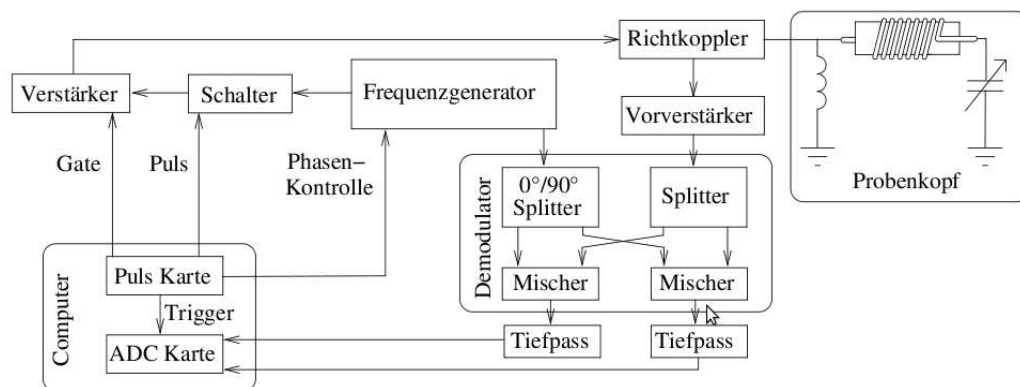 Richtkoppler
Verstärker
Schalter
Frequenzgenerator
Vorverstärker
Probenkopf
Gate
Puls
Phasen-
Kontrolle
Demodulator
0°/90°
Splitter
Splitter
Mischer
Mischer
Computer
Puls Karte
Trigger
ADC Karte
Tiefpass
Tiefpass